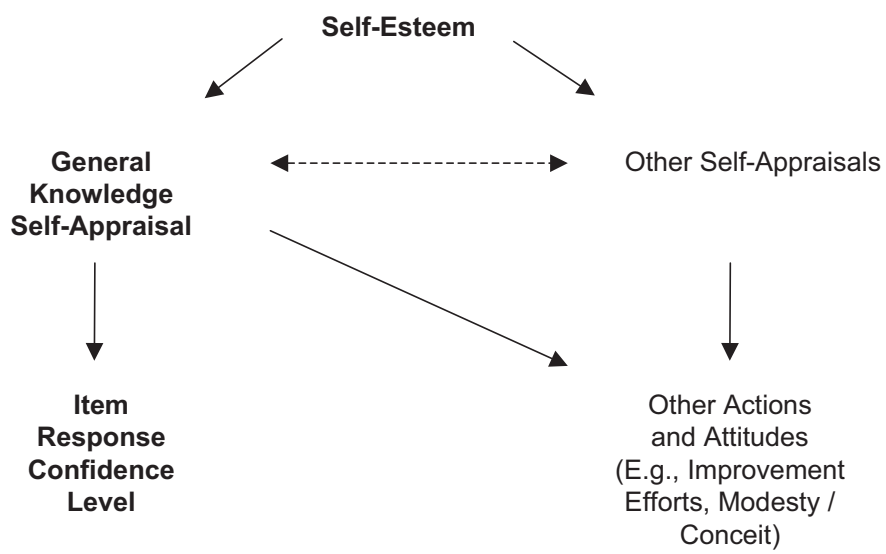 Self-Esteem
General
Knowledge
Self-Appraisal
Other Self-Appraisals
Item
Response
Confidence
Level
Other Actions
and Attitudes
(E.g., Improvement
Efforts, Modesty /
Conceit)